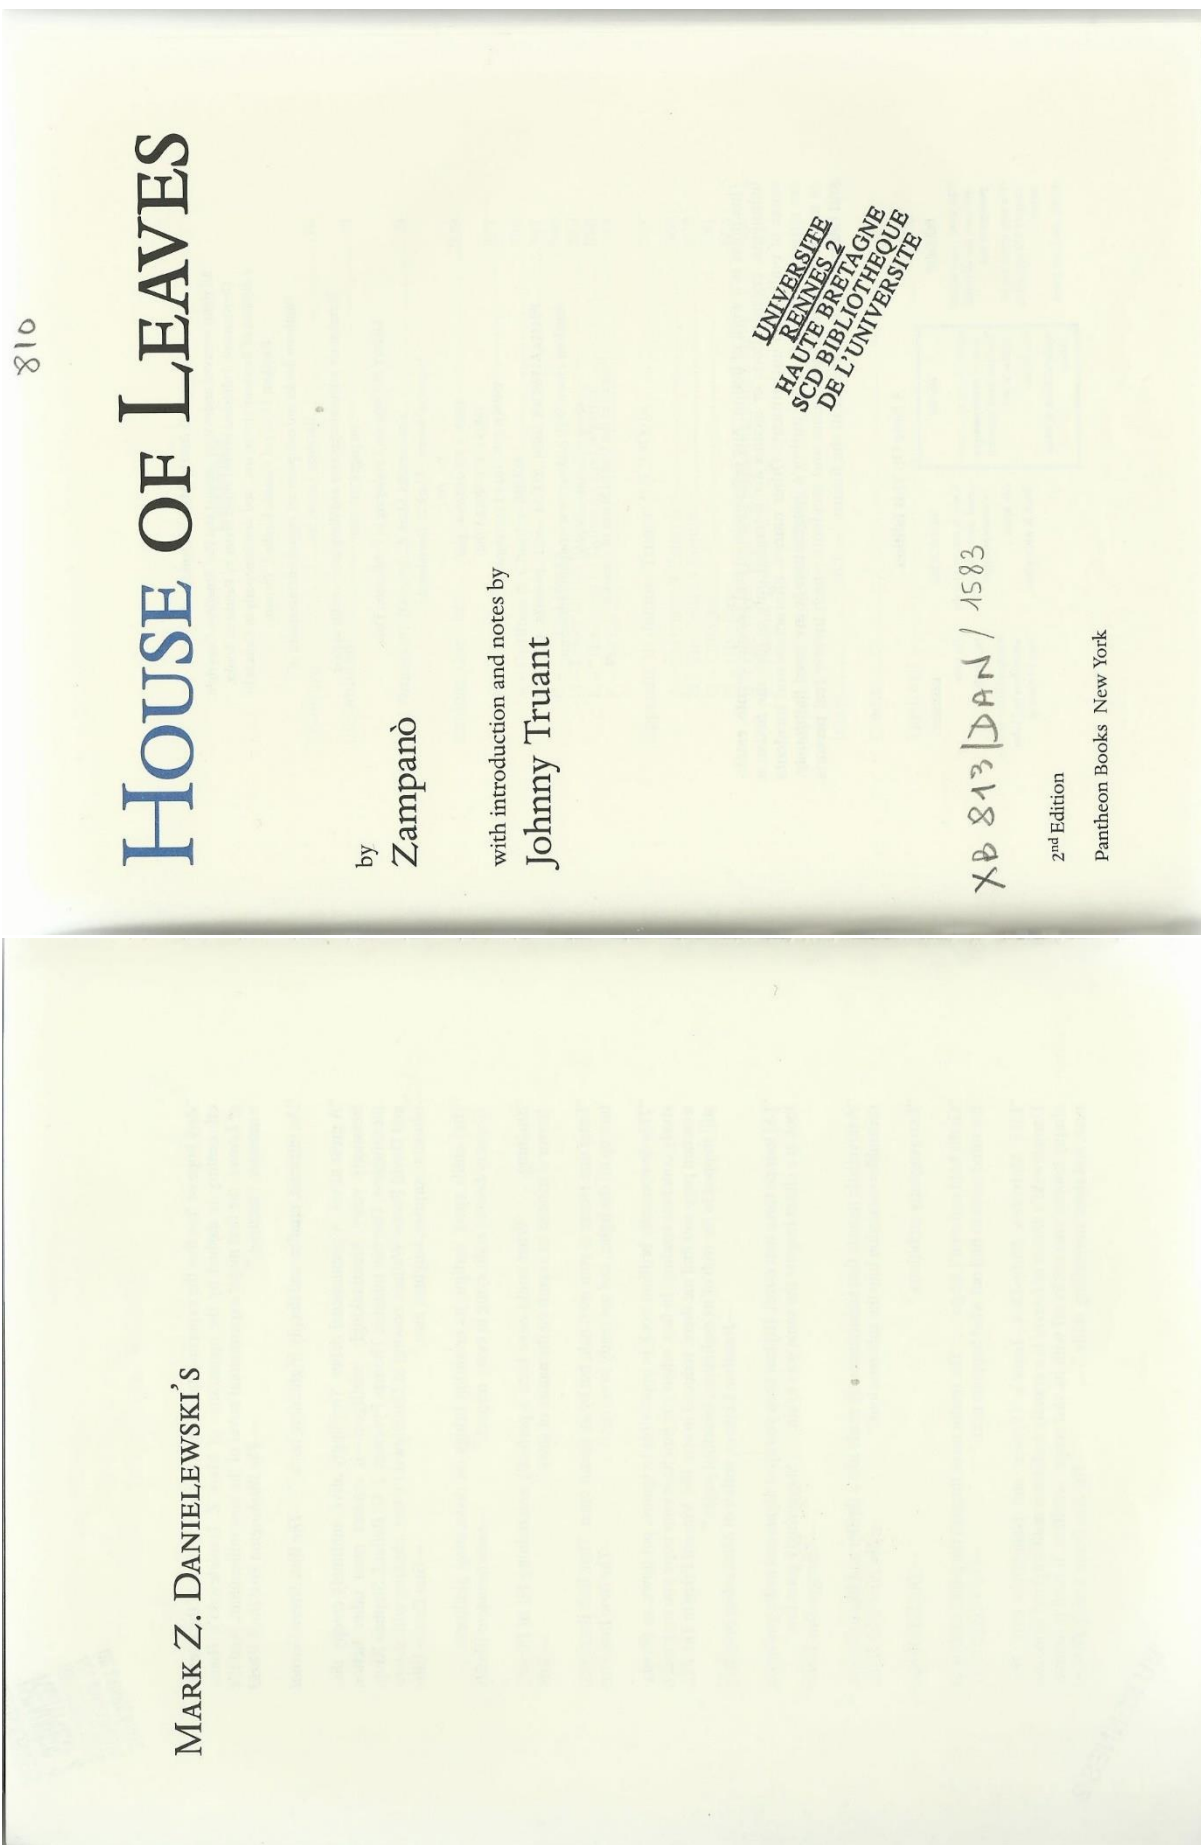 MARK Z. DANIELEWSKI'S
810
HOUSE OF LEAVES
by
Zampanò
with introduction and notes by
Johnny Truant
UNIVERSITE
RENNES 2
HAUTE BRETAGNE
SCD BIBLIOTHEQUE
DE L'UNIVERSITE
XB 813/DAN/1583
2nd Edition
Pantheon Books New York